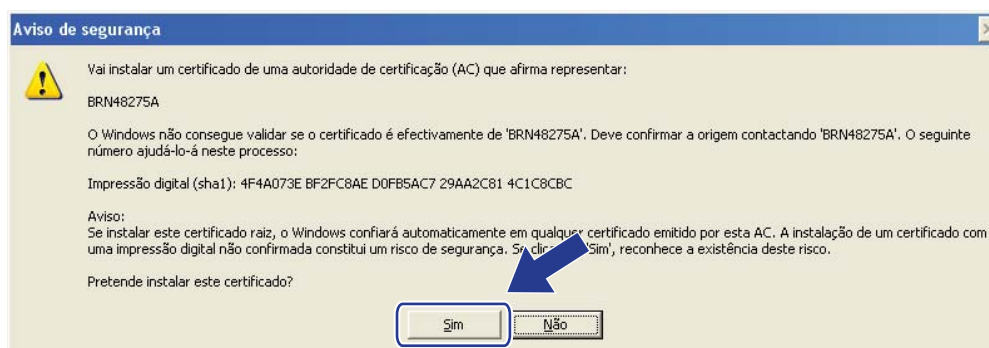 Aviso de segurança
Vai instalar um certificado de uma autoridade de certificação (AC) que afirma representar:
BRN48275A
O Windows não consegue validar se o certificado é efectivamente de 'BRN48275A'. Deve confirmar a origem contactando 'BRN48275A'. O seguinte
número ajudá-lo-á neste processo:
Impressão digital (sha1): 4F4A073E BF2FC8AE D0FB5AC7 29AA2C81 4C1C8CBC
Aviso:
Se instalar este certificado raiz, o Windows confiará automaticamente em qualquer certificado emitido por esta AC. A instalação de um certificado com
uma impressão digital não confirmada constitui um risco de segurança. Se 'Sim', reconhece a existência deste risco.
Pretende instalar este certificado?
Sim Não